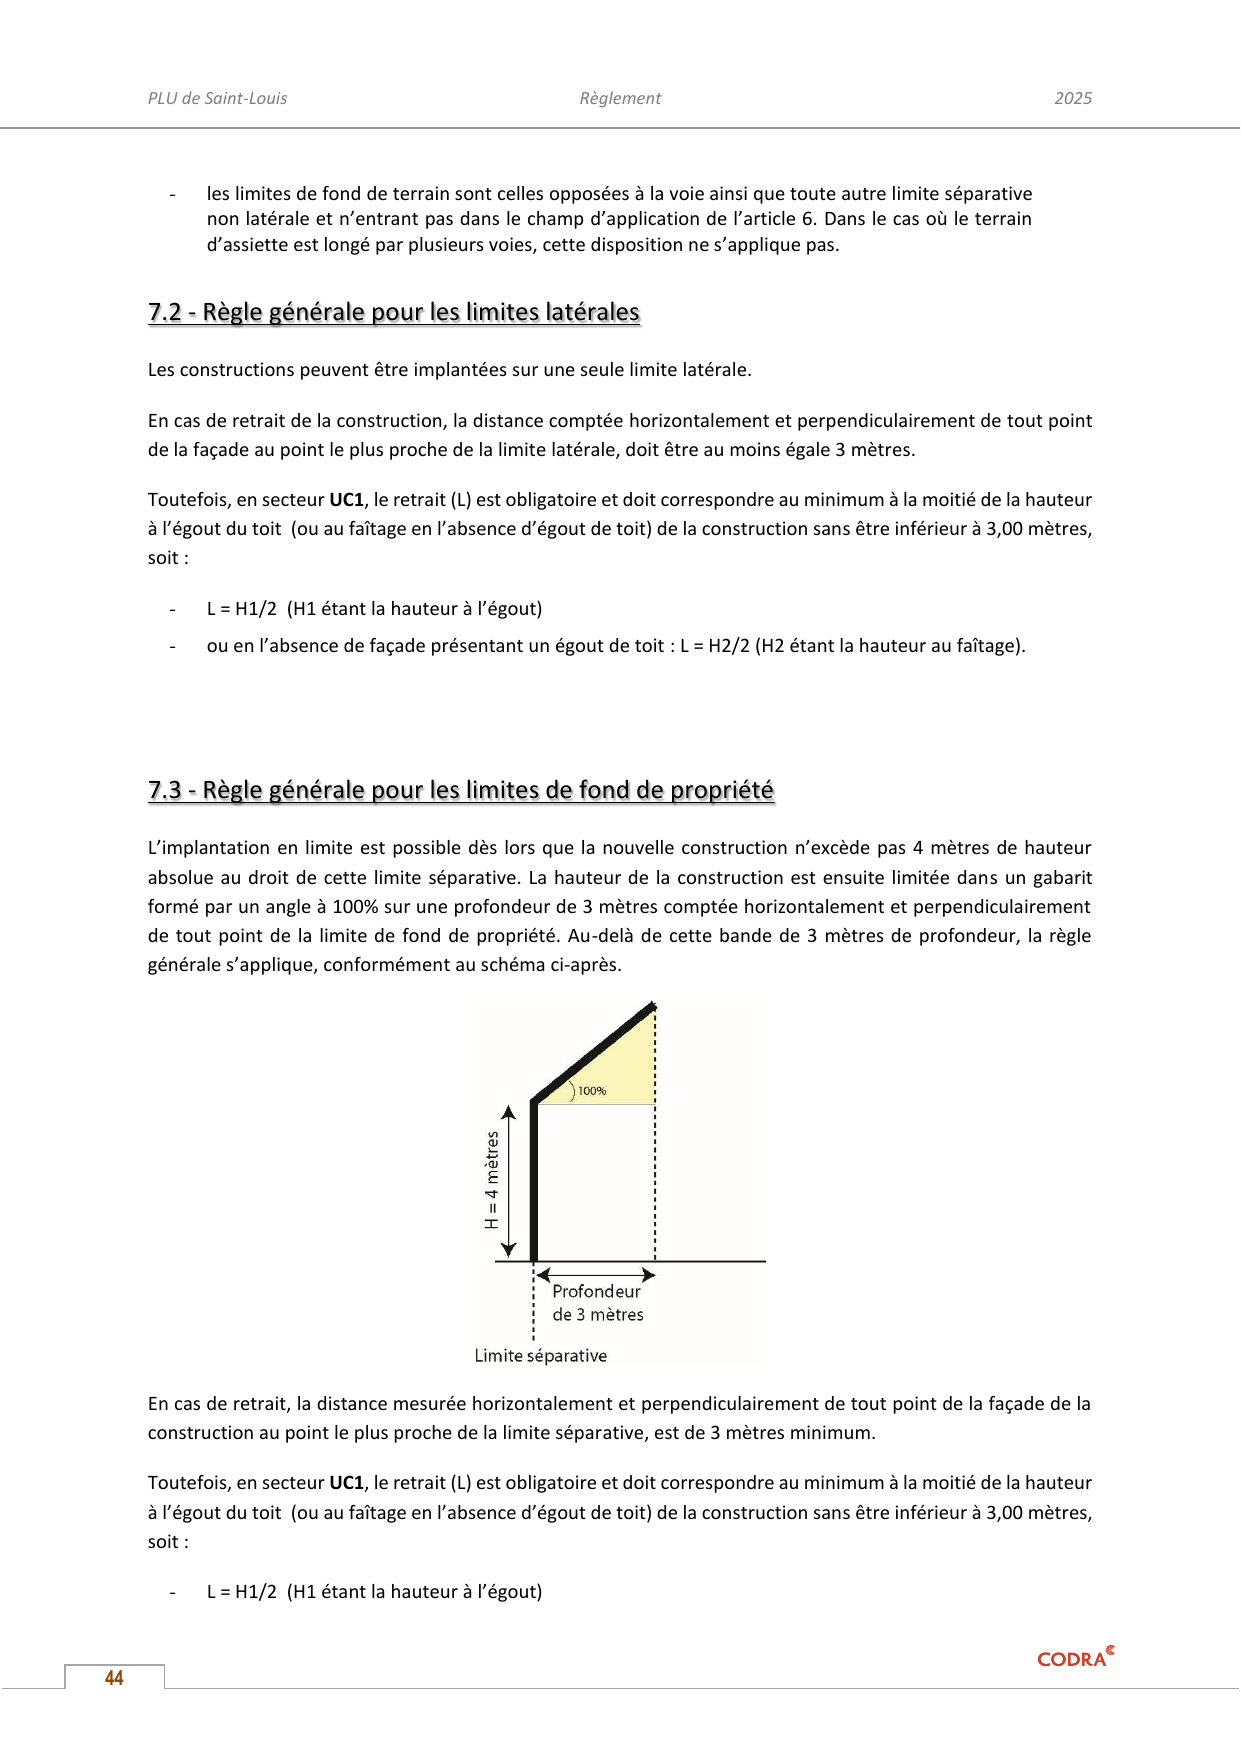 PLU de Saint-Louis Règlement 2025
- les limites de fond de terrain sont celles opposées à la voie ainsi que toute autre limite séparative
non latérale et n’entrant pas dans le champ d’application de l’article 6. Dans le cas où le terrain
d’assiette est longé par plusieurs voies, cette disposition ne s’applique pas.
7.2 - Règle générale pour les limites latérales
Les constructions peuvent être implantées sur une seule limite latérale.
En cas de retrait de la construction, la distance comptée horizontalement et perpendiculairement de tout point
de la façade au point le plus proche de la limite latérale, doit être au moins égale 3 mètres.
Toutefois, en secteur UC1, le retrait (L) est obligatoire et doit correspondre au minimum à la moitié de la hauteur
à l’égout du toit (ou au faîtage en l’absence d’égout de toit) de la construction sans être inférieur à 3,00 mètres,
soit :
- L = H1/2 (H1 étant la hauteur à l’égout)
- ou en l’absence de façade présentant un égout de toit : L = H2/2 (H2 étant la hauteur au faîtage).
7.3 - Règle générale pour les limites de fond de propriété
L’implantation en limite est possible dès lors que la nouvelle construction n’excède pas 4 mètres de hauteur
absolue au droit de cette limite séparative. La hauteur de la construction est ensuite limitée dans un gabarit
formé par un angle à 100% sur une profondeur de 3 mètres comptée horizontalement et perpendiculairement
de tout point de la limite de fond de propriété. Au-delà de cette bande de 3 mètres de profondeur, la règle
générale s’applique, conformément au schéma ci-après.
100%
H = 4 mètres
Profondeur
de 3 mètres
Limite séparative
En cas de retrait, la distance mesurée horizontalement et perpendiculairement de tout point de la façade de la
construction au point le plus proche de la limite séparative, est de 3 mètres minimum.
Toutefois, en secteur UC1, le retrait (L) est obligatoire et doit correspondre au minimum à la moitié de la hauteur
à l’égout du toit (ou au faîtage en l’absence d’égout de toit) de la construction sans être inférieur à 3,00 mètres,
soit :
- L = H1/2 (H1 étant la hauteur à l’égout)
CODRA
44